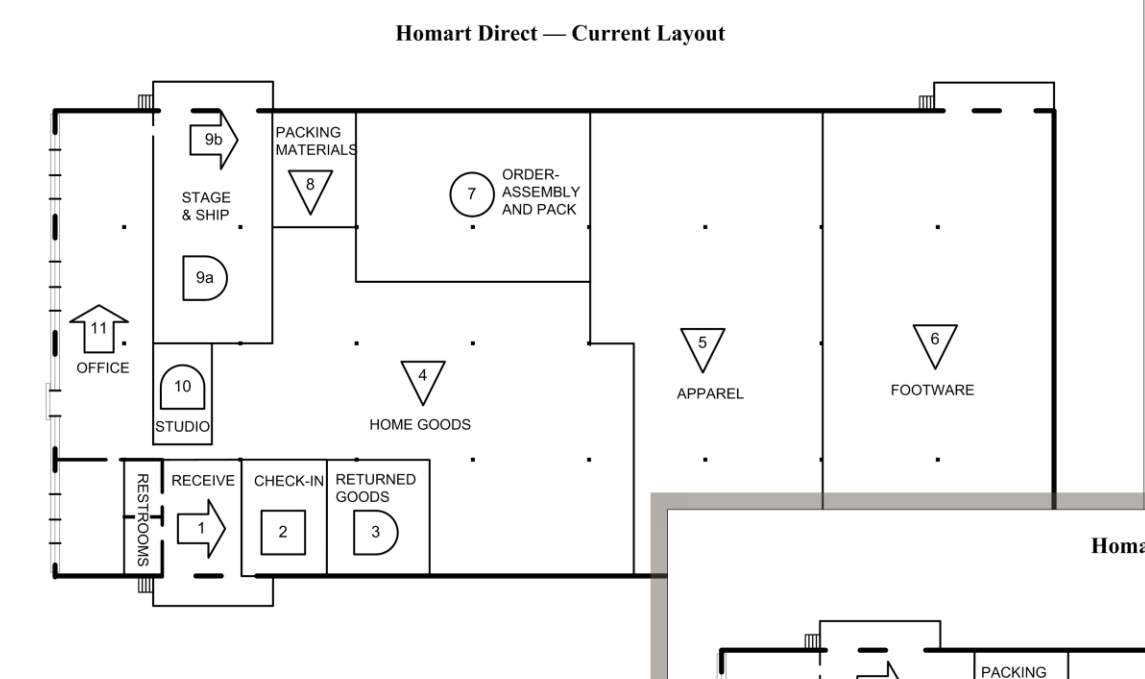 Homart Direct — Current Layout
9b
PACKING
MATERIALS
8
7
ORDER-
ASSEMBLY
AND PACK
STAGE
& SHIP
9a
11
OFFICE
10
STUDIO
4
HOME GOODS
5
APPAREL
6
FOOTWARE
RESTROOMS
RECEIVE
1
CHECK-IN
2
RETURNED
GOODS
3
Homa
PACKING